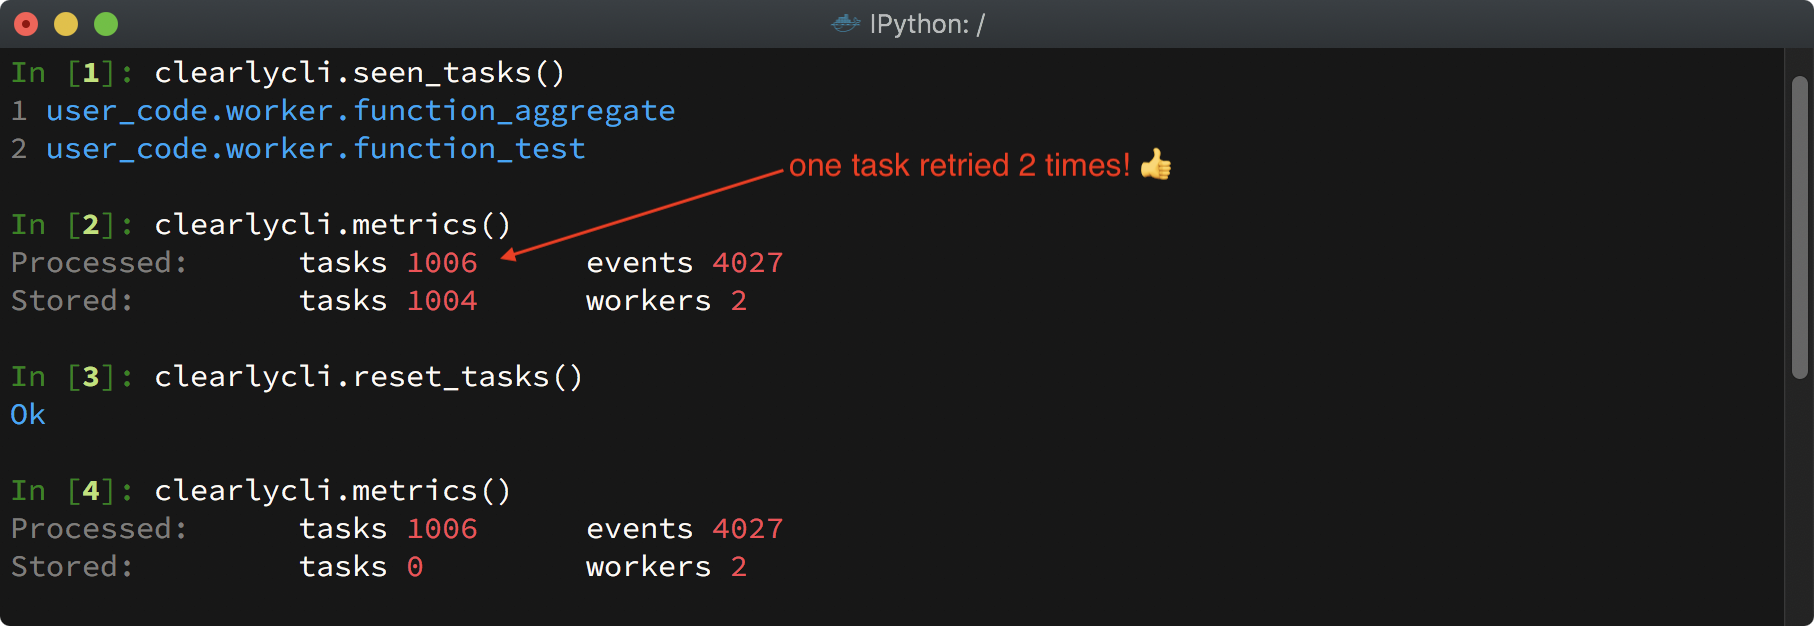 IPython: /
In [1]: clearlycli.seen_tasks()
1 user_code.worker.function_aggregate
2 user_code.worker.function_test
one task retried 2 times! 👍
In [2]: clearlycli.metrics()
Processed: tasks 1006 events 4027
Stored: tasks 1004 workers 2
In [3]: clearlycli.reset_tasks()
Ok
In [4]: clearlycli.metrics()
Processed: tasks 1006 events 4027
Stored: tasks 0 workers 2